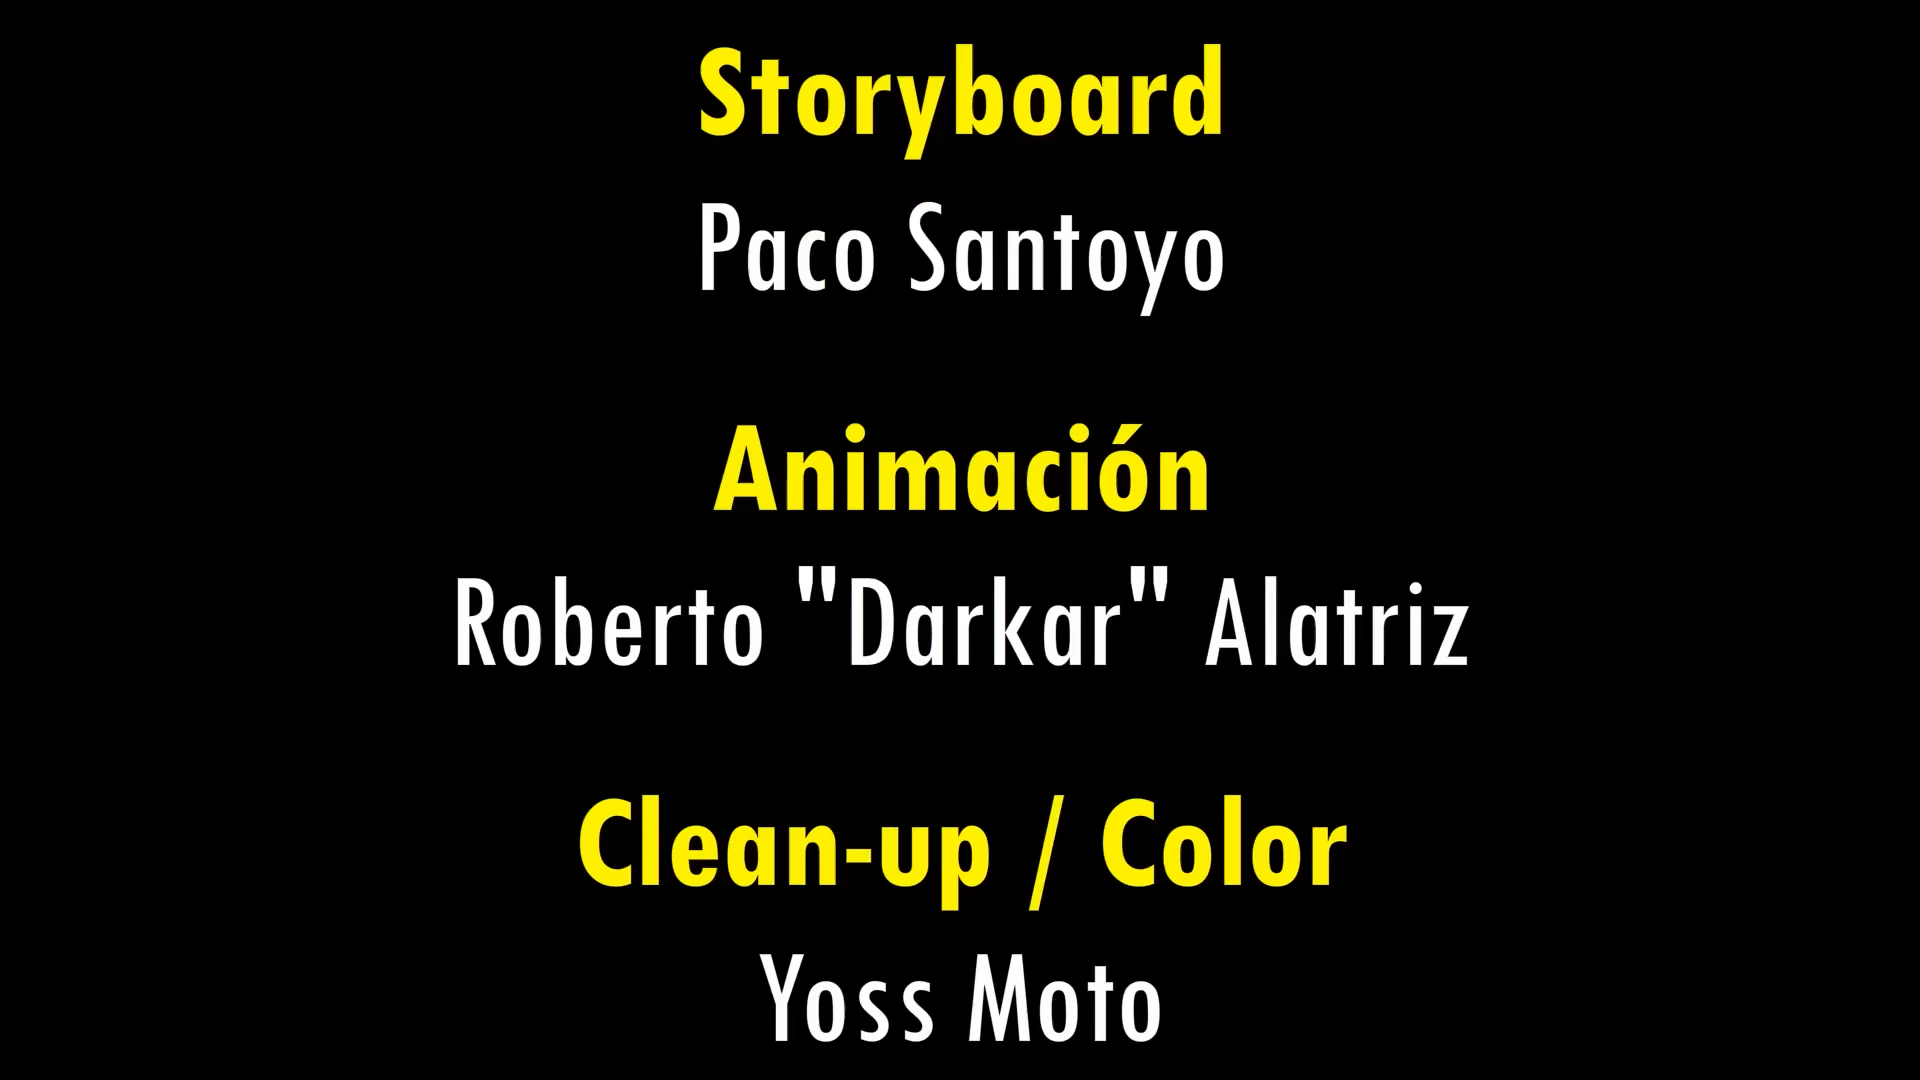 Storyboard
Paco Santoyo
Animación
Roberto "Darkar" Alatriz
Clean-up / Color
Yoss Moto